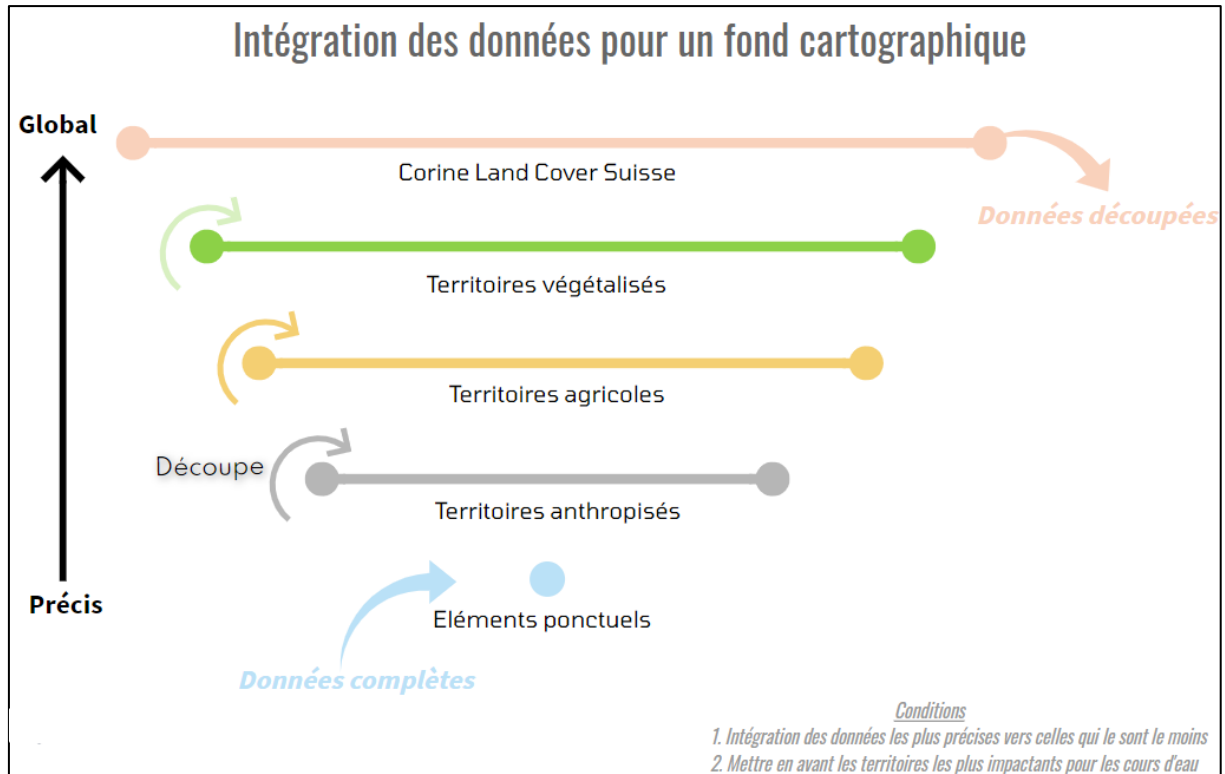 Intégration des données pour un fond cartographique
Global
Corine Land Cover Suisse
Données découpées
Territoires végétalisés
Territoires agricoles
Découpe
Territoires anthropisés
Précis
Eléments ponctuels
Données complètes
Conditions
1. Intégration des données les plus précises vers celles qui le sont le moins
2. Mettre en avant les territoires les plus impactants pour les cours d'eau